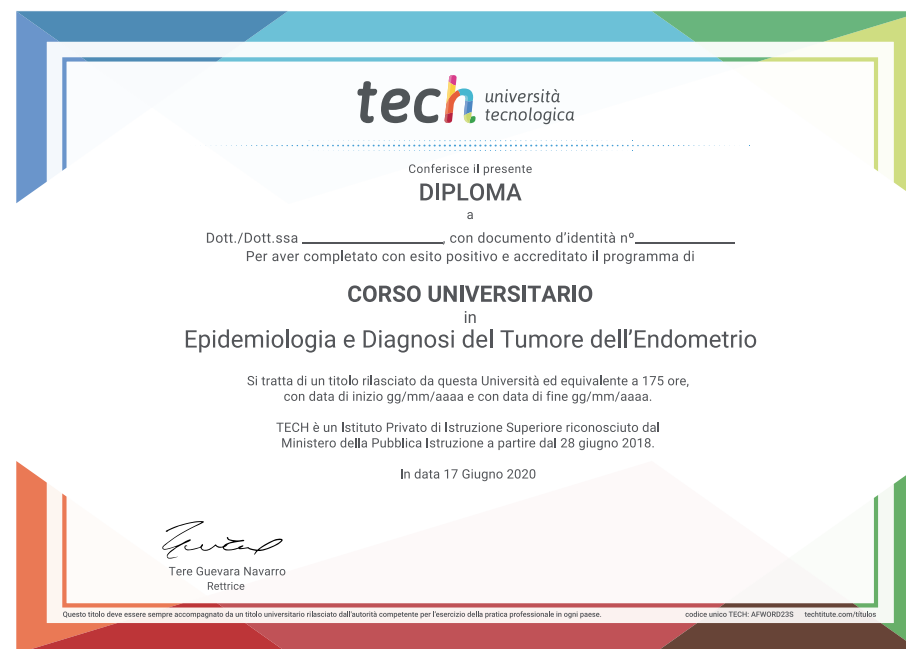 tech università
tecnologica
Conferisce il presente
DIPLOMA
a
Dott./Dott.ssa ____________________, con documento d'identità nº______________
Per aver completato con esito positivo e accreditato il programma di
CORSO UNIVERSITARIO
in
Epidemiologia e Diagnosi del Tumore dell'Endometrio
Si tratta di un titolo rilasciato da questa Università ed equivalente a 175 ore,
con data di inizio gg/mm/aaaa e con data di fine gg/mm/aaaa.
TECH è un Istituto Privato di Istruzione Superiore riconosciuto dal
Ministero della Pubblica Istruzione a partire dal 28 giugno 2018.
In data 17 Giugno 2020
Tere Guevara Navarro
Rettrice
Questo titolo deve essere sempre accompagnato da un titolo universitario rilasciato dall'autorità competente per l'esercizio della pratica professionale in ogni paese. codice unico TECH: AFWORD23S techtitute.com/títulos